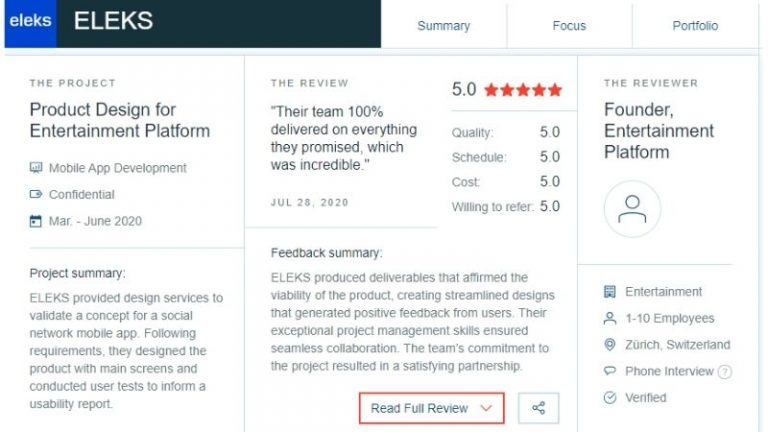 eleks
ELEKS
Summary
Focus
Portfolio
THE PROJECT
Product Design for
Entertainment Platform
Mobile App Development
Confidential
Mar. - June 2020
Project summary:
ELEKS provided design services to
validate a concept for a social
network mobile app. Following
requirements, they designed the
product with main screens and
conducted user tests to inform a
usability report.
THE REVIEW
"Their team 100%
delivered on everything
they promised, which
was incredible."
JUL 28, 2020
5.0
Quality: 5.0
Schedule: 5.0
Cost: 5.0
Willing to refer: 5.0
Feedback summary:
ELEKS produced deliverables that affirmed the
viability of the product, creating streamlined designs
that generated positive feedback from users. Their
exceptional project management skills ensured
seamless collaboration. The team's commitment to
the project resulted in a satisfying partnership.
Read Full Review
THE REVIEWER
Founder,
Entertainment
Platform
Entertainment
1-10 Employees
Zürich, Switzerland
Phone Interview ?
Verified